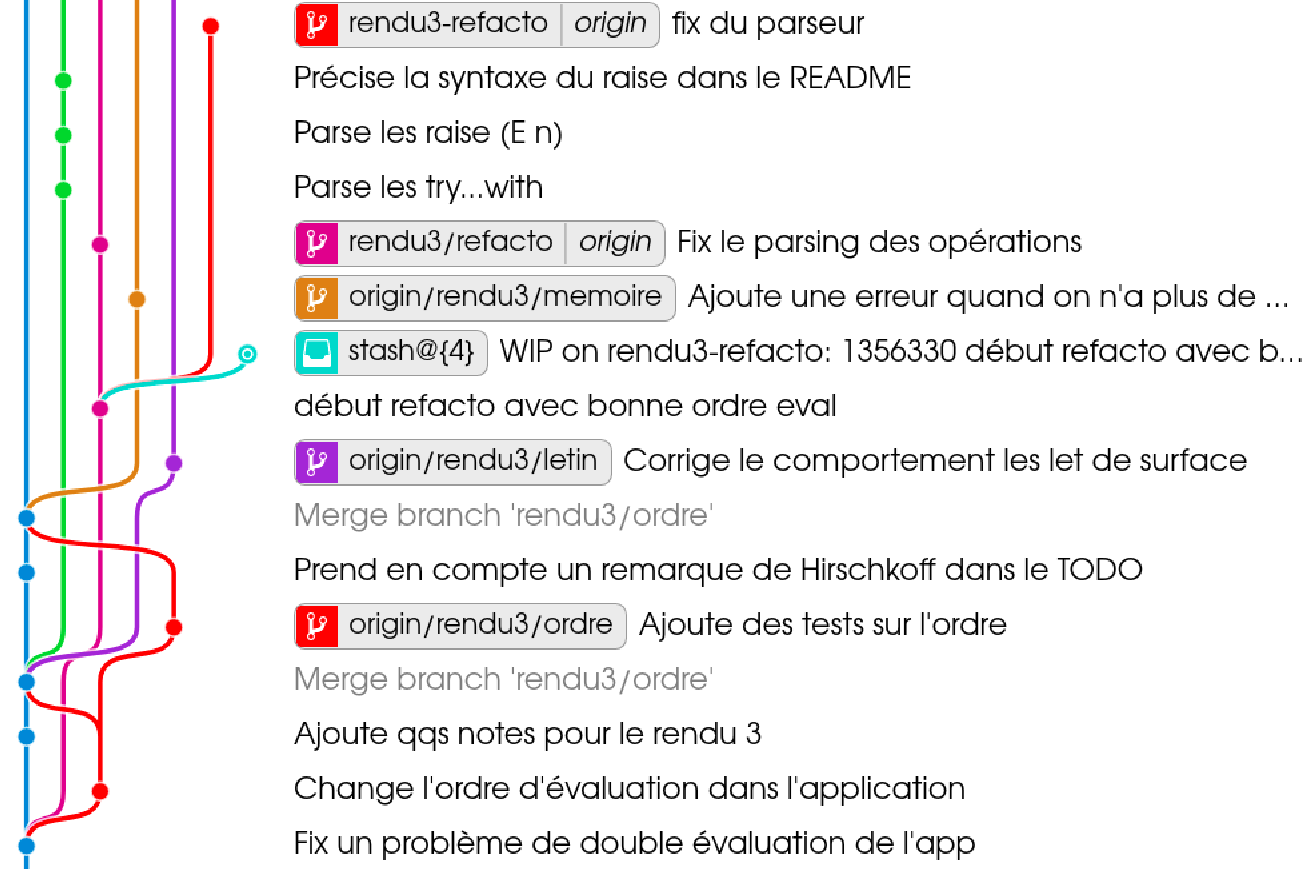 rendu3-refacto origin fix du parseur
Précise la syntaxe du raise dans le README
Parse les raise (E n)
Parse les try...with
rendu3/refacto origin Fix le parsing des opérations
origin/rendu3/memoire Ajoute une erreur quand on n'a plus de ...
stash@{4} WIP on rendu3-refacto: 1356330 début refacto avec b...
début refacto avec bonne ordre eval
origin/rendu3/letin Corrige le comportement les let de surface
Merge branch 'rendu3/ordre'
Prend en compte un remarque de Hirschkoff dans le TODO
origin/rendu3/ordre Ajoute des tests sur l'ordre
Merge branch 'rendu3/ordre'
Ajoute qqs notes pour le rendu 3
Change l'ordre d'évaluation dans l'application
Fix un problème de double évaluation de l'app